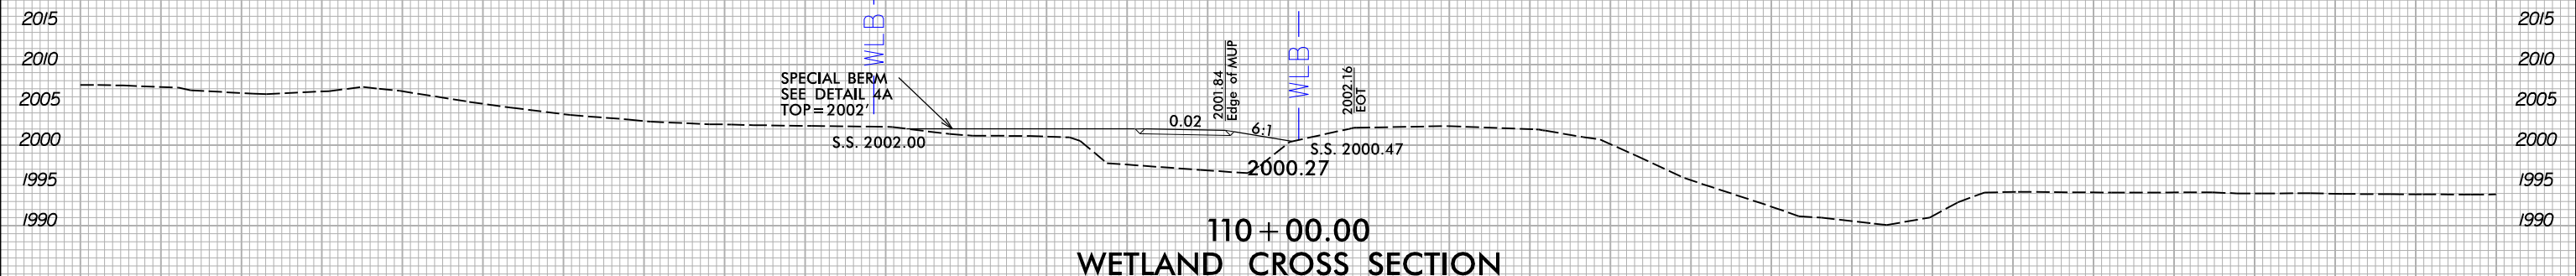 2015
2010
2005
2000
1995
1990
WLB
SPECIAL BERM
SEE DETAIL 4A
TOP=2002'
S.S. 2002.00
0.02
2001.84
Edge of MUP
6:1
WLB
2002.16
EOT
S.S. 2000.47
2000.27
2015
2010
2005
2000
1995
1990
110+00.00
WETLAND CROSS SECTION